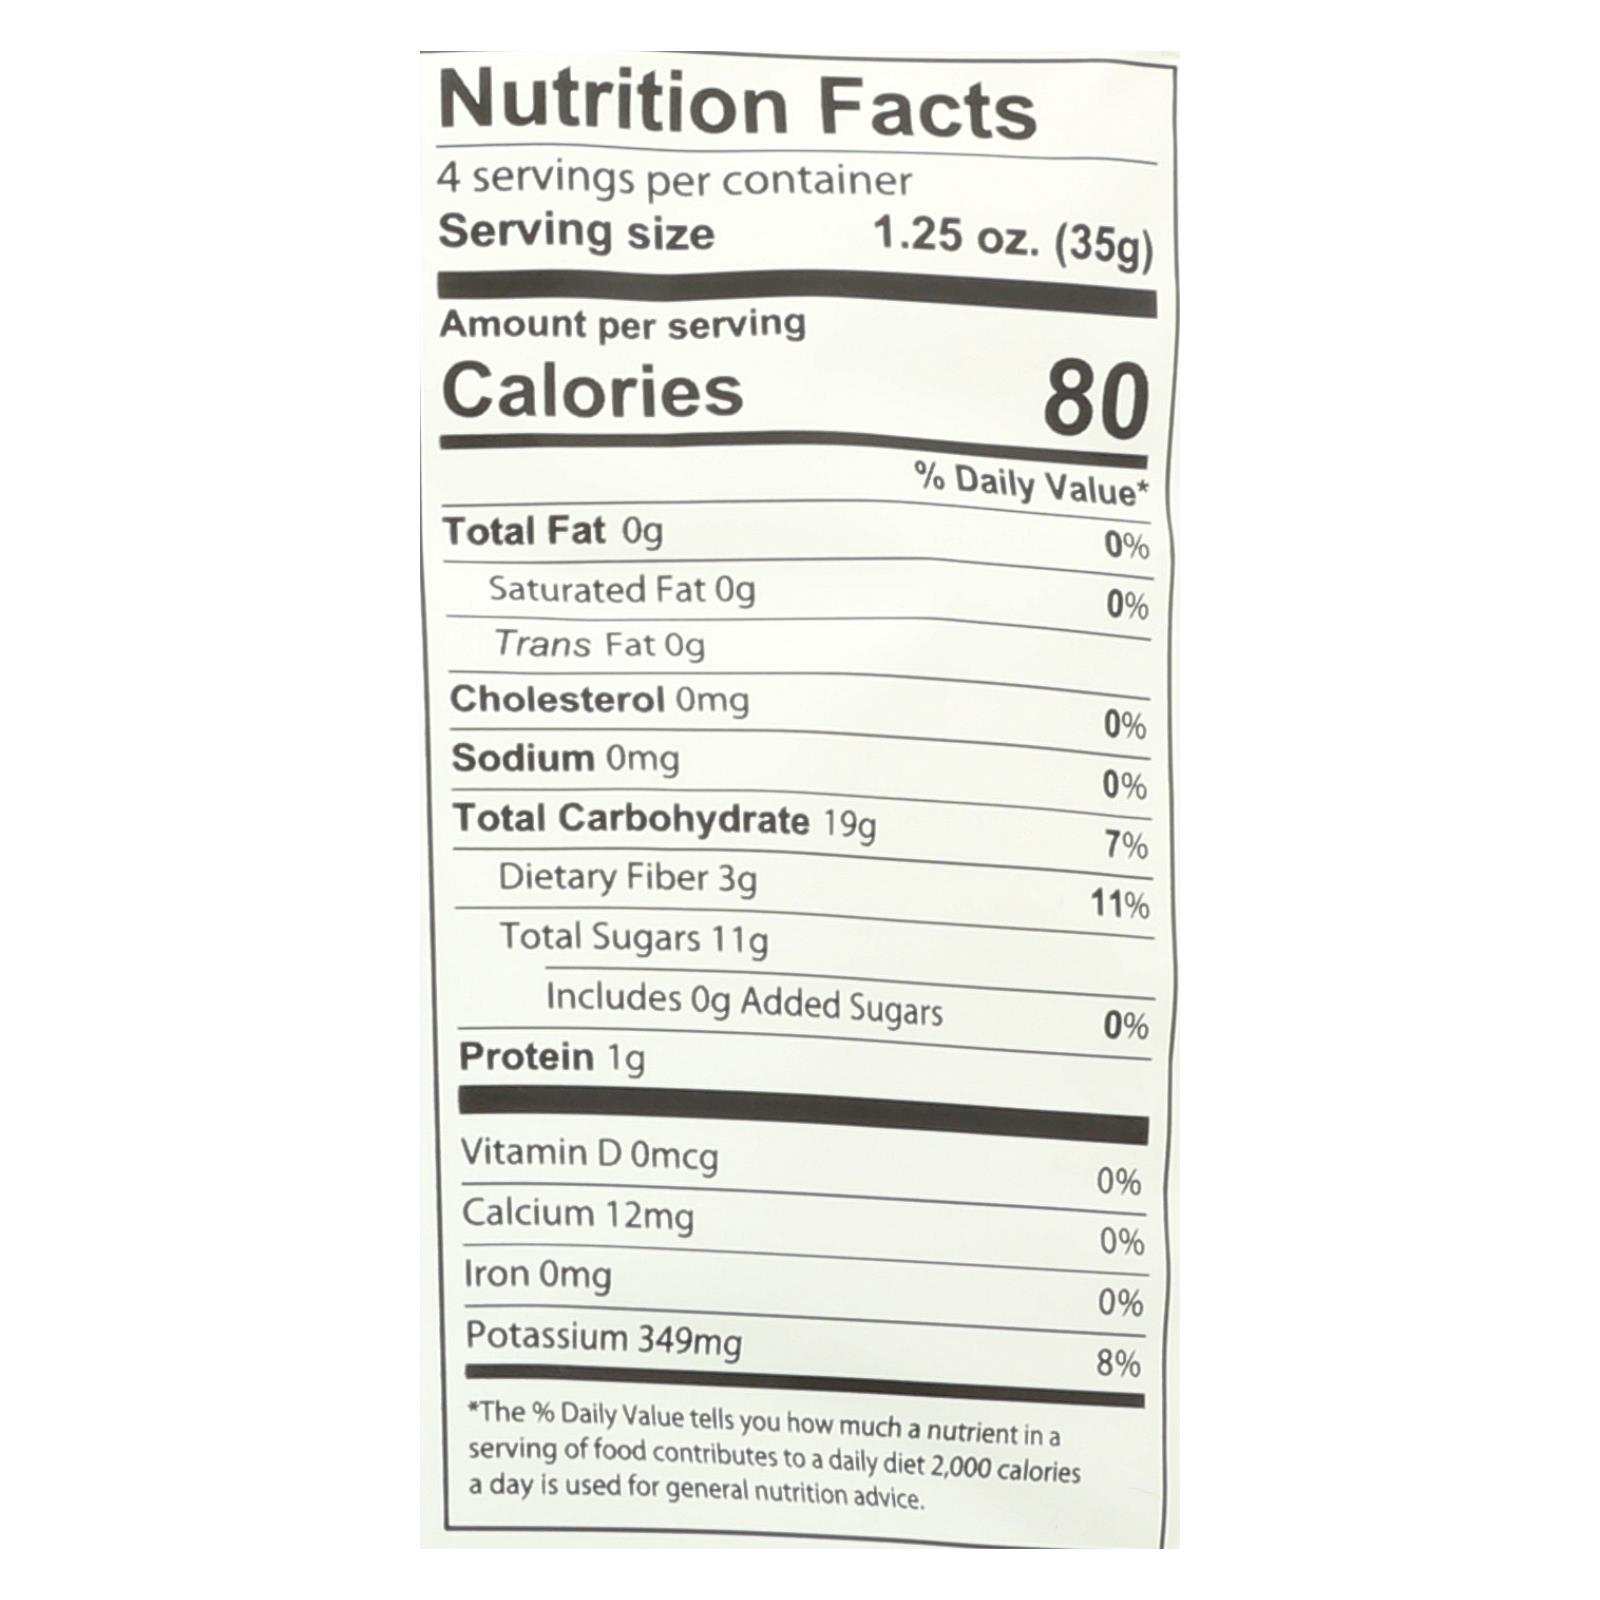 Nutrition Facts
4 servings per container
Serving size 1.25 oz. (35g)
Amount per serving
Calories 80
% Daily Value*
Total Fat 0g 0%
Saturated Fat 0g 0%
Trans Fat 0g
Cholesterol 0mg 0%
Sodium 0mg 0%
Total Carbohydrate 19g 7%
Dietary Fiber 3g 11%
Total Sugars 11g
Includes 0g Added Sugars 0%
Protein 1g
Vitamin D 0mcg 0%
Calcium 12mg 0%
Iron 0mg 0%
Potassium 349mg 8%
*The % Daily Value tells you how much a nutrient in a
serving of food contributes to a daily diet 2,000 calories
a day is used for general nutrition advice.